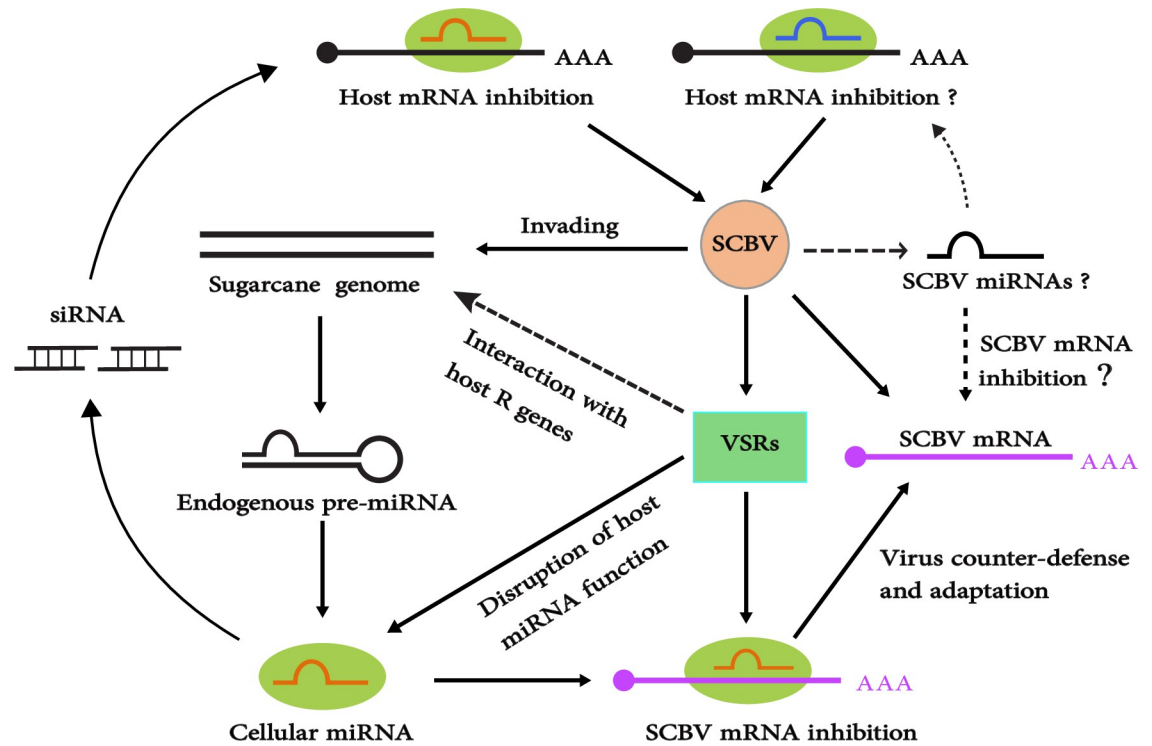 AAA
AAA
Host mRNA inhibition
Host mRNA inhibition ?
Invading
SCBV
Sugarcane genome
SCBV miRNAs ?
siRNA
Interaction with
host R genes
SCBV mRNA
inhibition ?
VSRs
SCBV mRNA
AAA
Endogenous pre-miRNA
Disruption of host
miRNA function
Virus counter-defense
and adaptation
AAA
Cellular miRNA
SCBV mRNA inhibition